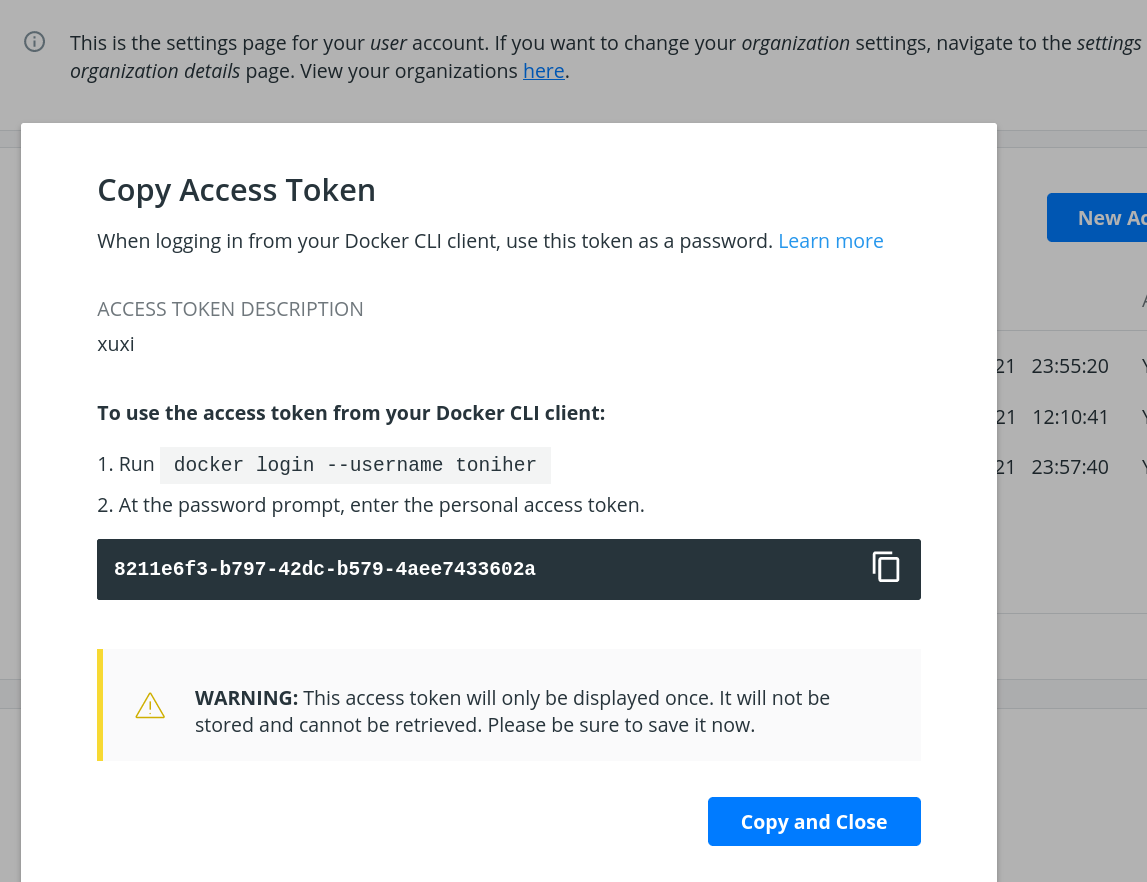 This is the settings page for your user account. If you want to change your organization settings, navigate to the settings
organization details page. View your organizations here.
Copy Access Token
When logging in from your Docker CLI client, use this token as a password. Learn more
ACCESS TOKEN DESCRIPTION
xuxi
To use the access token from your Docker CLI client:
1. Run docker login --username toniher
2. At the password prompt, enter the personal access token.
8211e6f3-b797-42dc-b579-4aee7433602a
WARNING: This access token will only be displayed once. It will not be
stored and cannot be retrieved. Please be sure to save it now.
Copy and Close
New Ac
21 23:55:20
21 12:10:41
21 23:57:40